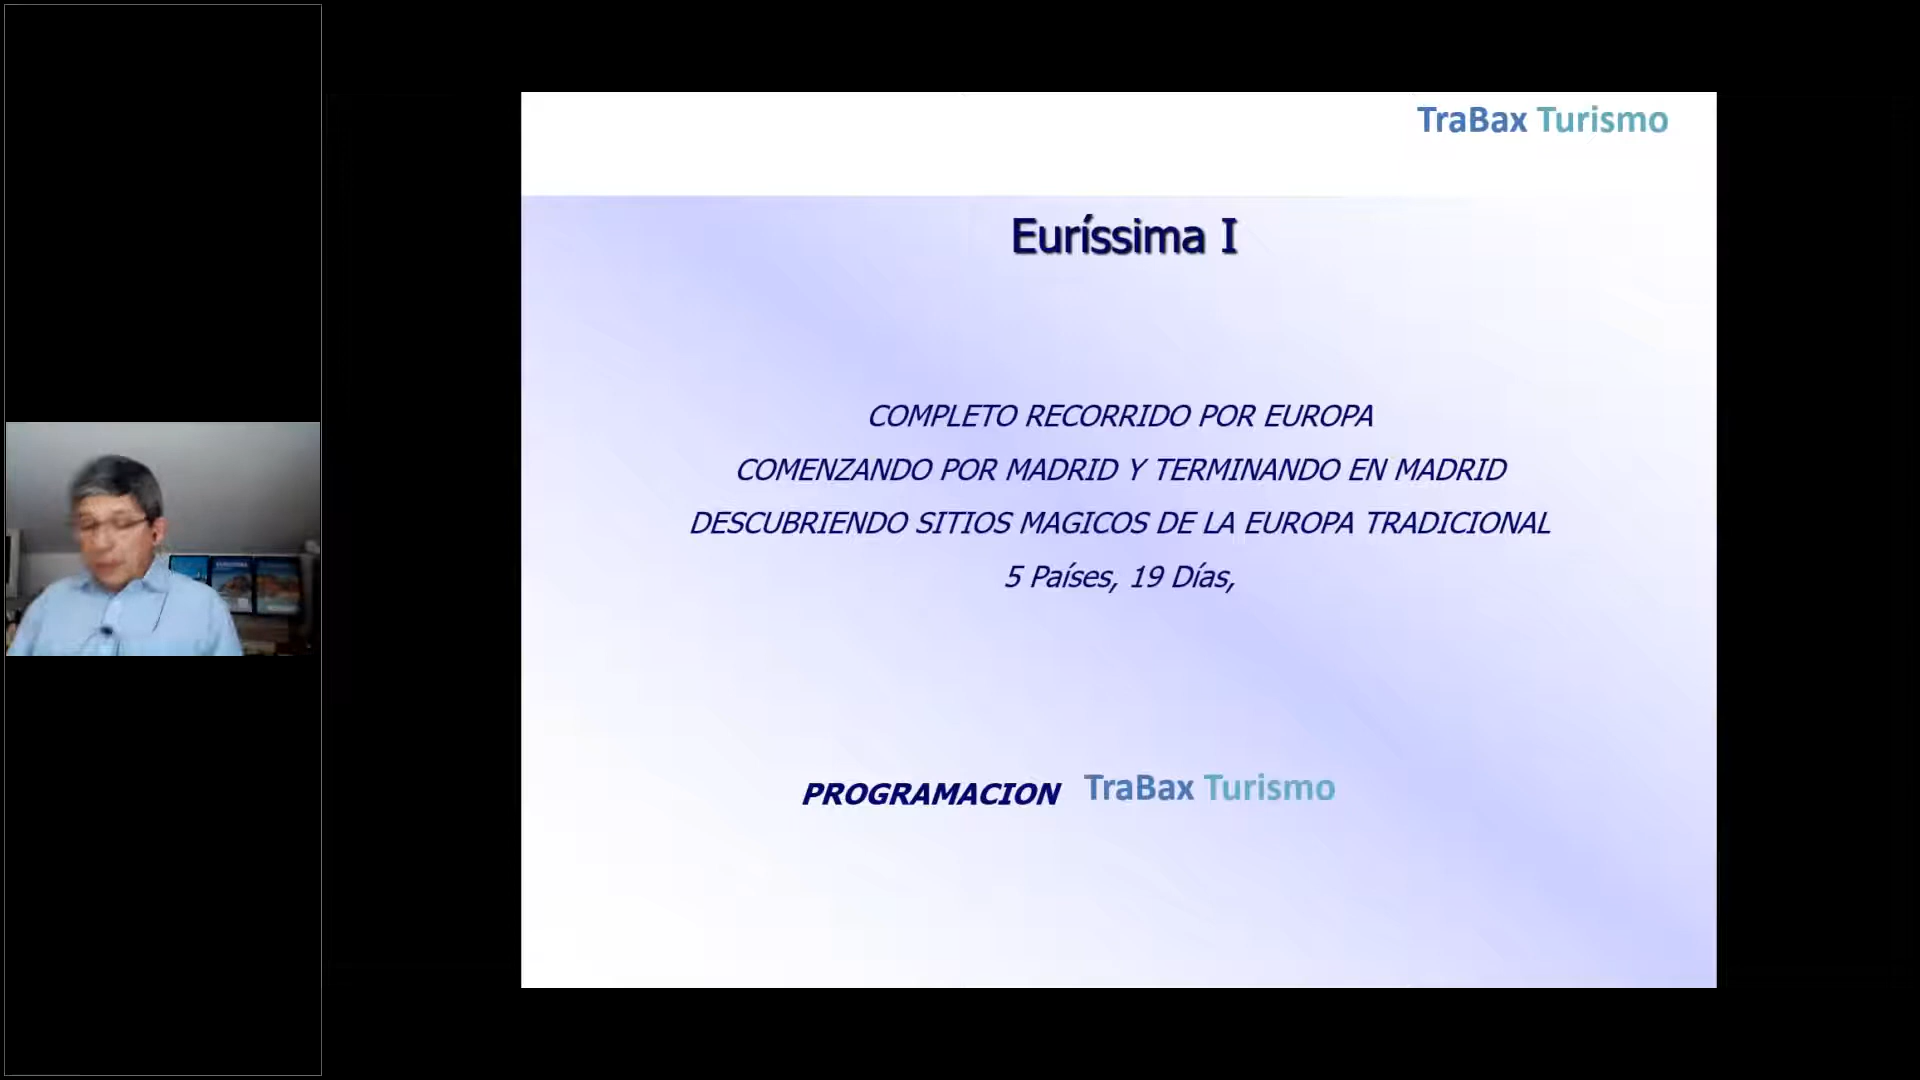 TraBax Turismo
Euríssima I
COMPLETO RECORRIDO POR EUROPA
COMENZANDO POR MADRID Y TERMINANDO EN MADRID
DESCUBRIENDO SITIOS MAGICOS DE LA EUROPA TRADICIONAL
5 Países, 19 Días,
PROGRAMACION TraBax Turismo